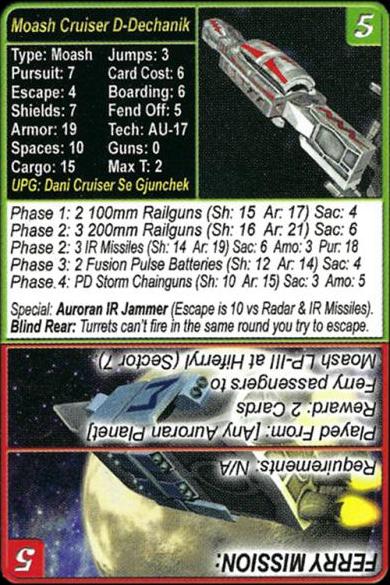 Moash Cruiser D-Dechanik 5
Type: Moash Jumps: 3
Pursuit: 7 Card Cost: 6
Escape: 4 Boarding: 6
Shields: 7 Fend Off: 5
Armor: 19 Tech: AU-17
Spaces: 10 Guns: 0
Cargo: 15 Max T: 2
UPG: Dani Cruiser Se Gjunchek
Phase 1: 2 100mm Railguns (Sh: 15 Ar: 17) Sac: 4
Phase 2: 3 200mm Railguns (Sh: 16 Ar: 21) Sac: 6
Phase 2: 3 IR Missiles (Sh: 14 Ar: 19) Sac: 6 Amo: 3 Pur: 18
Phase 3: 2 Fusion Pulse Batteries (Sh: 12 Ar: 14) Sac: 4
Phase 4: PD Storm Chainguns (Sh: 10 Ar: 15) Sac: 3 Amo: 5
Special: Auroran IR Jammer (Escape is 10 vs Radar & IR Missiles).
Blind Rear: Turrets can't fire in the same round you try to escape.
5 FERRY MISSION:
Requirements: N/A
Played From: [Any Auroran Planet]
Reward: 2 Cards
Ferry passengers to
Moash LP-III at Hiferryl (Sector 7)